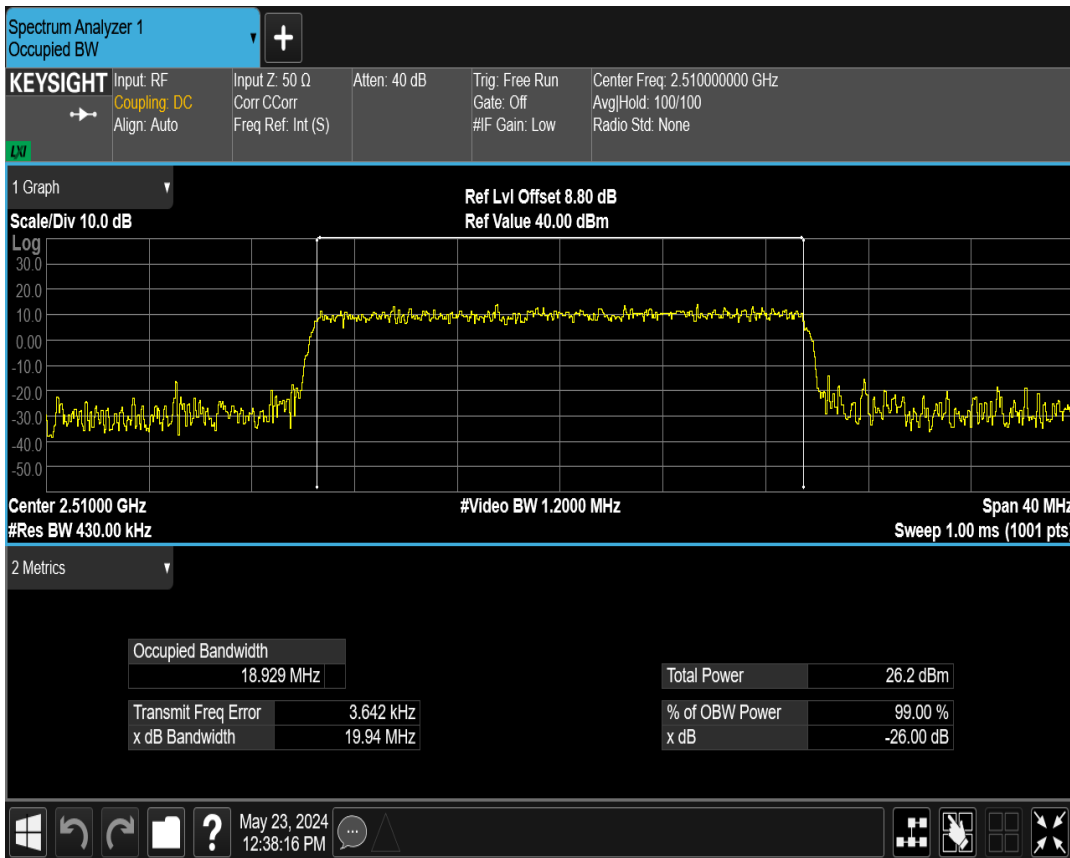 Spectrum Analyzer 1
Occupied BW
+
KEYSIGHT
LXI
Input: RF
Coupling: DC
Align: Auto
Input Z: 50 Ω
Corr CCorr
Freq Ref: Int (S)
Atten: 40 dB
Trig: Free Run
Gate: Off
#IF Gain: Low
Center Freq: 2.510000000 GHz
Avg|Hold: 100/100
Radio Std: None
1 Graph
Scale/Div 10.0 dB
Ref Lvl Offset 8.80 dB
Ref Value 40.00 dBm
Log
30.0
20.0
10.0
0.00
-10.0
-20.0
-30.0
-40.0
-50.0
Center 2.51000 GHz
#Video BW 1.2000 MHz
Span 40 MHz
#Res BW 430.00 kHz
Sweep 1.00 ms (1001 pts)
2 Metrics
Occupied Bandwidth
18.929 MHz
Total Power 26.2 dBm
Transmit Freq Error 3.642 kHz
% of OBW Power 99.00 %
x dB Bandwidth 19.94 MHz
x dB -26.00 dB
?
May 23, 2024
12:38:16 PM